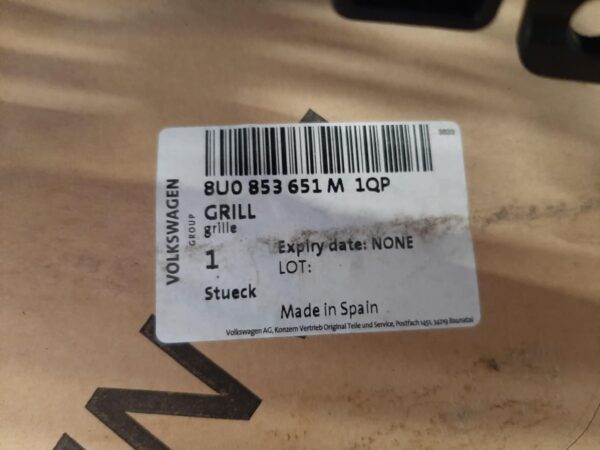 3822
VOLKSWAGEN
GROUP
8U0 853 651 M 1QP
GRILL
grille
1
Expiry date: NONE
LOT:
Stueck
Made in Spain
Volkswagen AG, Konzern Vertrieb Original Teile und Service, Postfach 1451, 34219 Baunatal